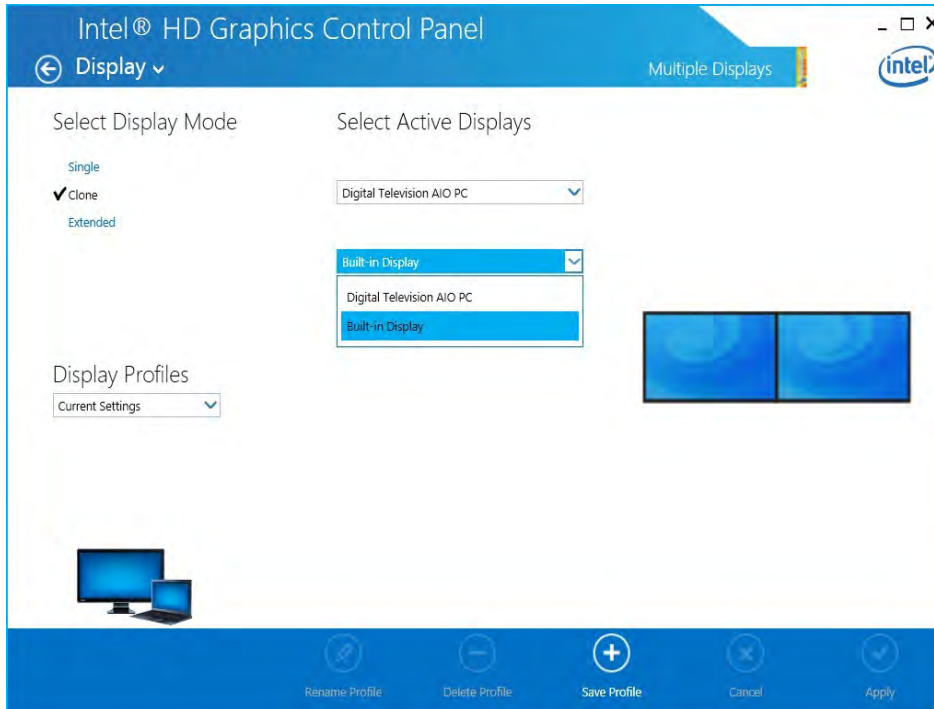 Intel® HD Graphics Control Panel
Display
Multiple Displays
intel
Select Display Mode
Single
Clone
Extended
Select Active Displays
Digital Television AIO PC
Built-in Display
Digital Television AIO PC
Built-in Display
Display Profiles
Current Settings
Rename Profile
Delete Profile
Save Profile
Cancel
Apply